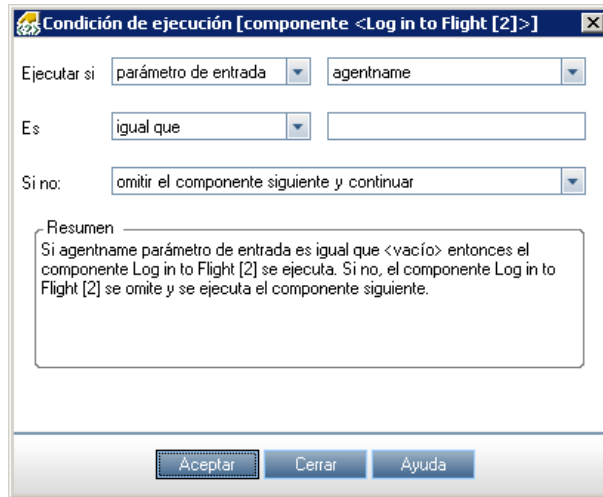 Condición de ejecución [componente <Log in to Flight [2]>]
Ejecutar si parámetro de entrada agentname
Es igual que
Si no: omitir el componente siguiente y continuar
Resumen
Si agentname parámetro de entrada es igual que <vacío> entonces el
componente Log in to Flight [2] se ejecuta. Si no, el componente Log in to
Flight [2] se omite y se ejecuta el componente siguiente.
Aceptar Cerrar Ayuda